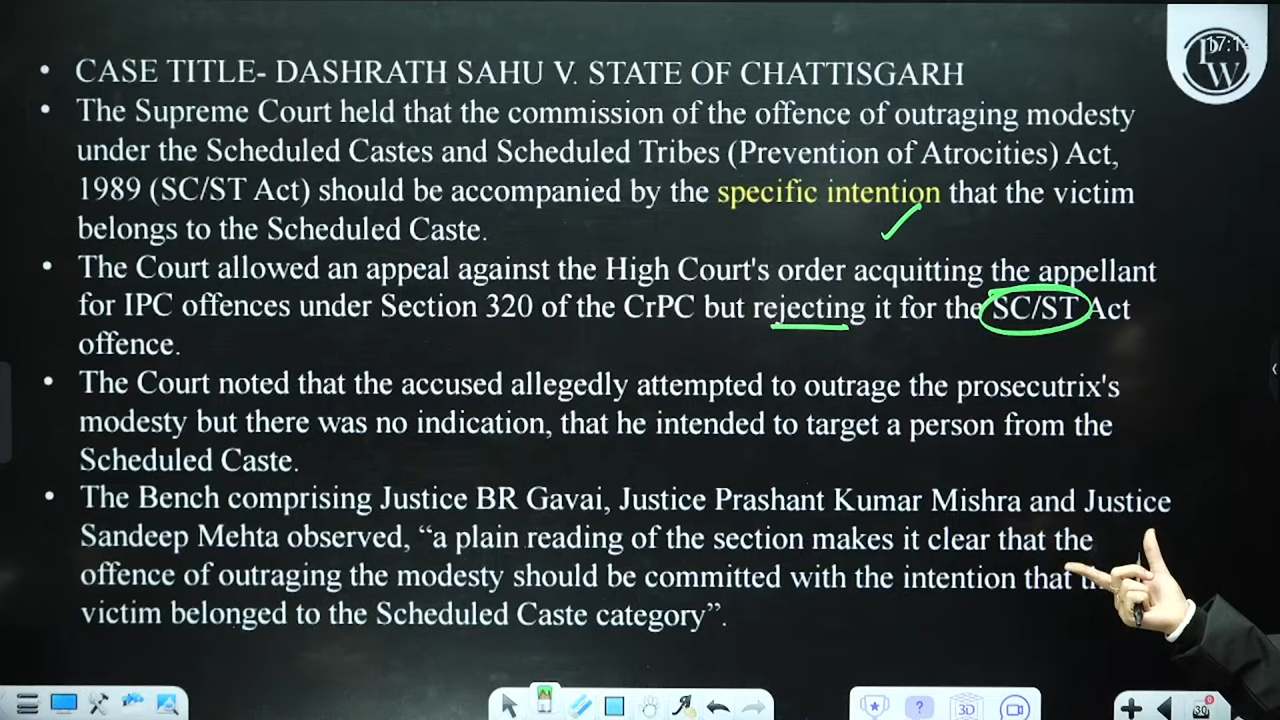 17:1
PW
• CASE TITLE- DASHRATH SAHU V. STATE OF CHATTISGARH
• The Supreme Court held that the commission of the offence of outraging modesty
under the Scheduled Castes and Scheduled Tribes (Prevention of Atrocities) Act,
1989 (SC/ST Act) should be accompanied by the specific intention that the victim
belongs to the Scheduled Caste.
• The Court allowed an appeal against the High Court's order acquitting the appellant
for IPC offences under Section 320 of the CrPC but rejecting it for the SC/ST Act
offence.
• The Court noted that the accused allegedly attempted to outrage the prosecutrix's
modesty but there was no indication, that he intended to target a person from the
Scheduled Caste.
• The Bench comprising Justice BR Gavai, Justice Prashant Kumar Mishra and Justice
Sandeep Mehta observed, “a plain reading of the section makes it clear that the
offence of outraging the modesty should be committed with the intention that
victim belonged to the Scheduled Caste category”.
3D
30